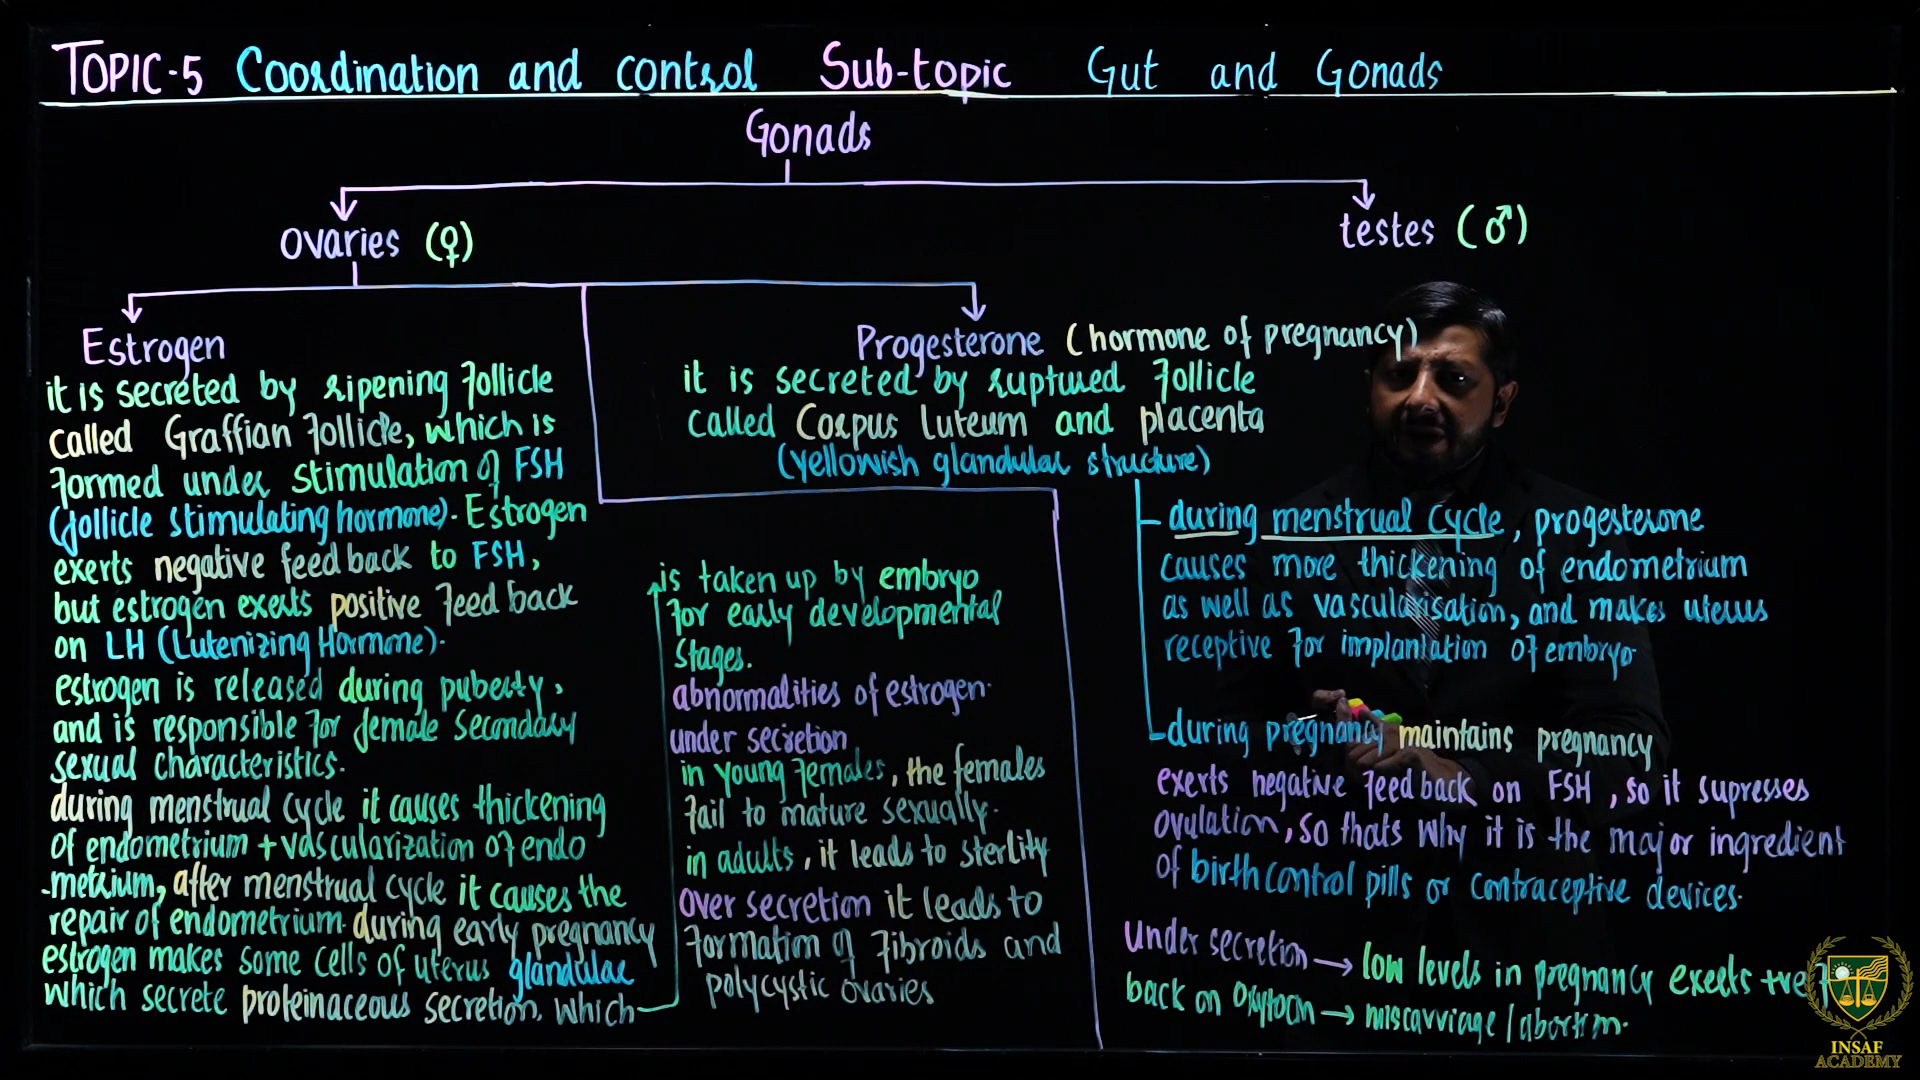 TOPIC-5 Coordination and control Sub-topic Gut and Gonads
Gonads
Ovaries (♀)
testes (♂)
Estrogen
it is secreted by ripening follicle
called Graffian follicle, which is
formed under stimulation of FSH
(follicle stimulating hormone). Estrogen
exerts negative feed back to FSH,
but estrogen exerts positive feed back
on LH (Lutenizing Hormone).
estrogen is released during puberty,
and is responsible for female secondary
sexual characteristics.
during menstrual cycle it causes thickening
of endometrium + vascularization of endo
-metrium, after menstrual cycle it causes the
repair of endometrium. during early pregnancy
estrogen makes some cells of uterus glandular
which secrete proteinaceous secretion. which
is taken up by embryo
for early developmental
stages.
abnormalities of estrogen.
under secretion
in young females, the females
fail to mature sexually.
in adults, it leads to sterlity
over secretion it leads to
formation of fibroids and
polycystic ovaries
Progesterone (hormone of pregnancy)
it is secreted by ruptured follicle
called Corpus luteum and placenta
(yellowish glandular structure)
during menstrual cycle, progesterone
causes more thickening of endometrium
as well as vascularisation, and makes uterus
receptive for implantation of embryo.
during pregnancy maintains pregnancy
exerts negative feed back on FSH, so it supresses
ovulation, so thats why it is the major ingredient
of birth control pills or contraceptive devices.
under secretion → low levels in pregnancy exerts +ve
back on oxytocin → miscarriage / abortion.
INSAF
ACADEMY